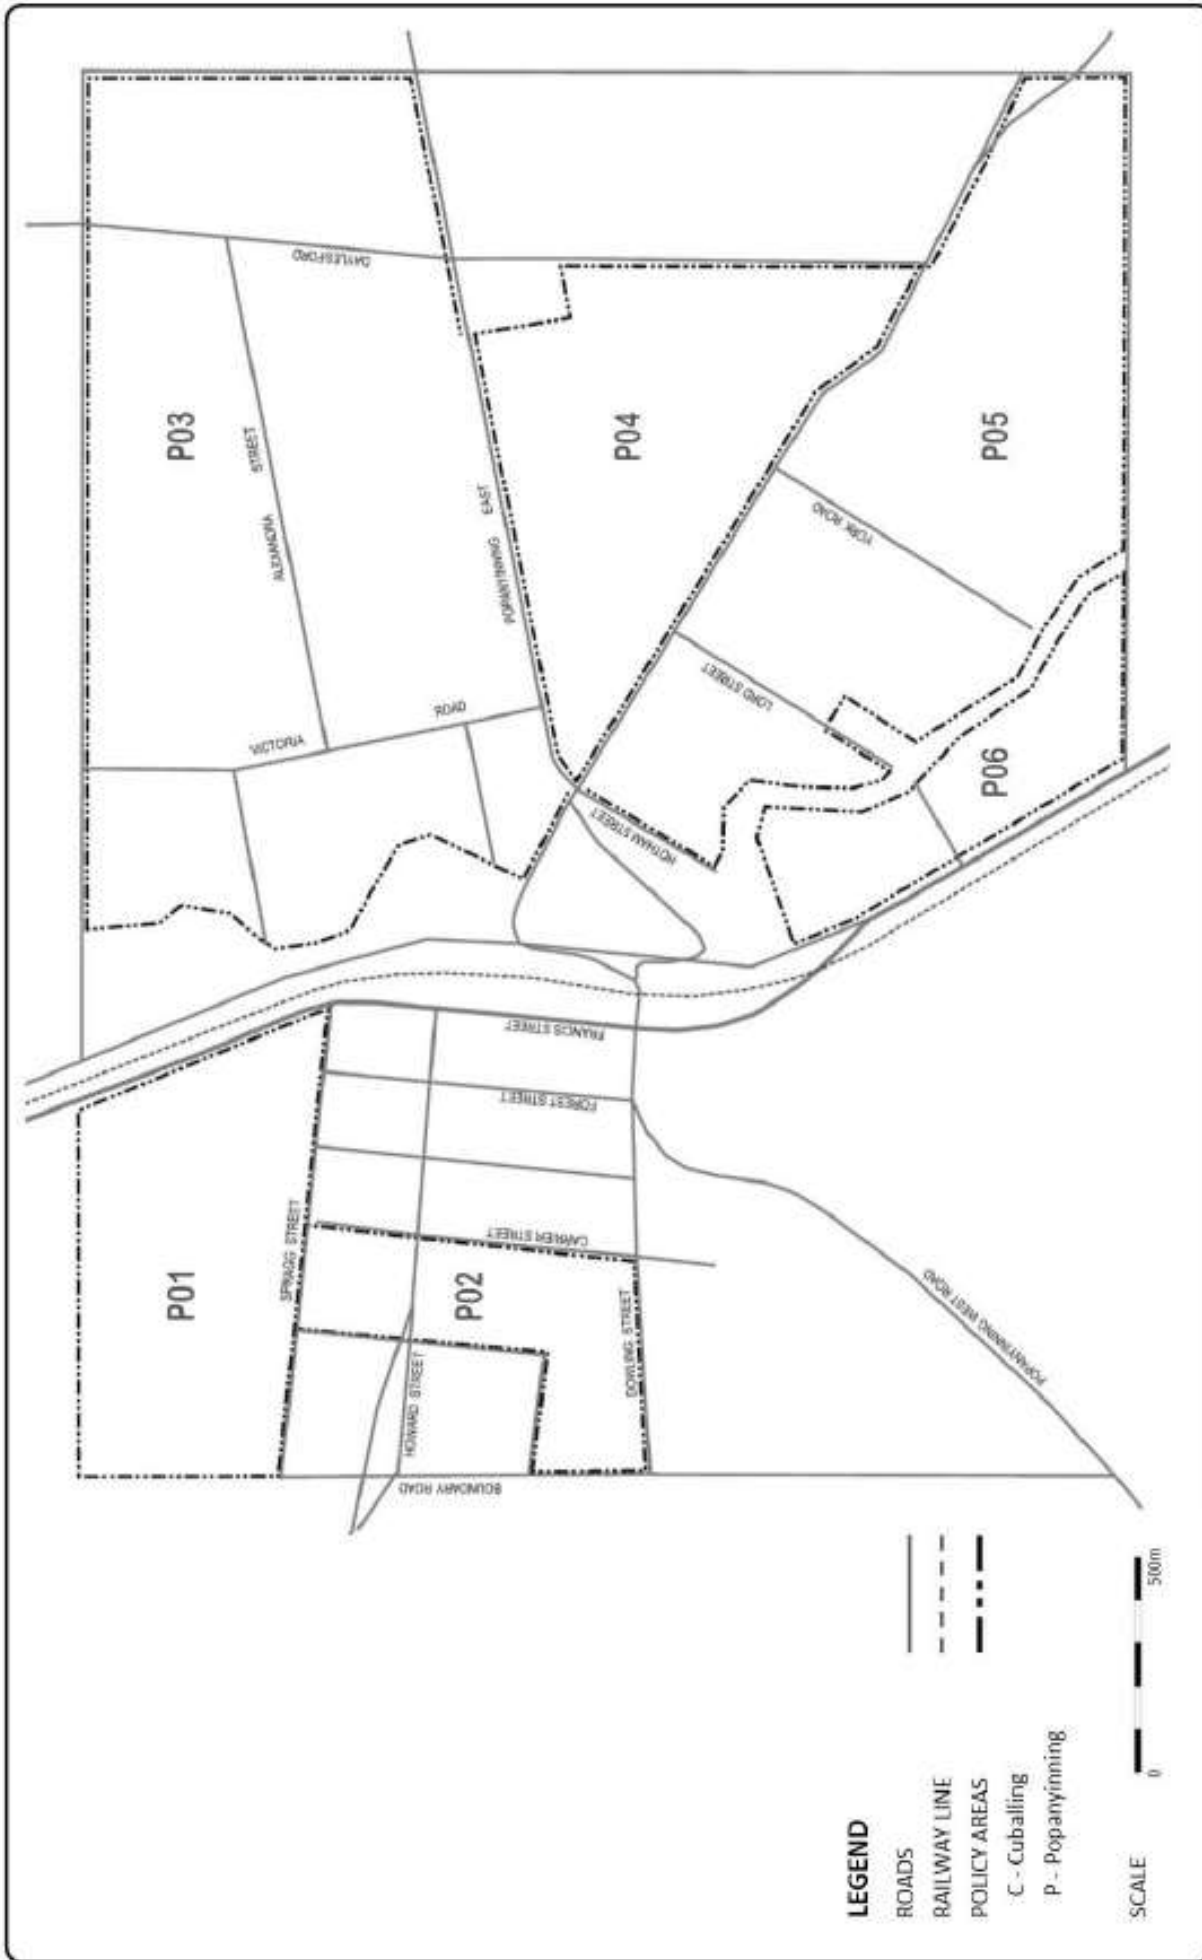 P01
P03
SPRAGG STREET
ALEXANDRA STREET
VICTORIA ROAD
DAYLESFORD
HOWARD STREET
P02
BOUNDARY ROAD
CARRIER STREET
FOREST STREET
FRANCIS STREET
POPANYINNING EAST
DOWLING STREET
HOTHAM STREET
P04
LORD STREET
YORK ROAD
POPANYINNING WEST ROAD
P06
P05
LEGEND
ROADS
RAILWAY LINE
POLICY AREAS
C - Cuballing
P - Popanyinning
SCALE
0 500m